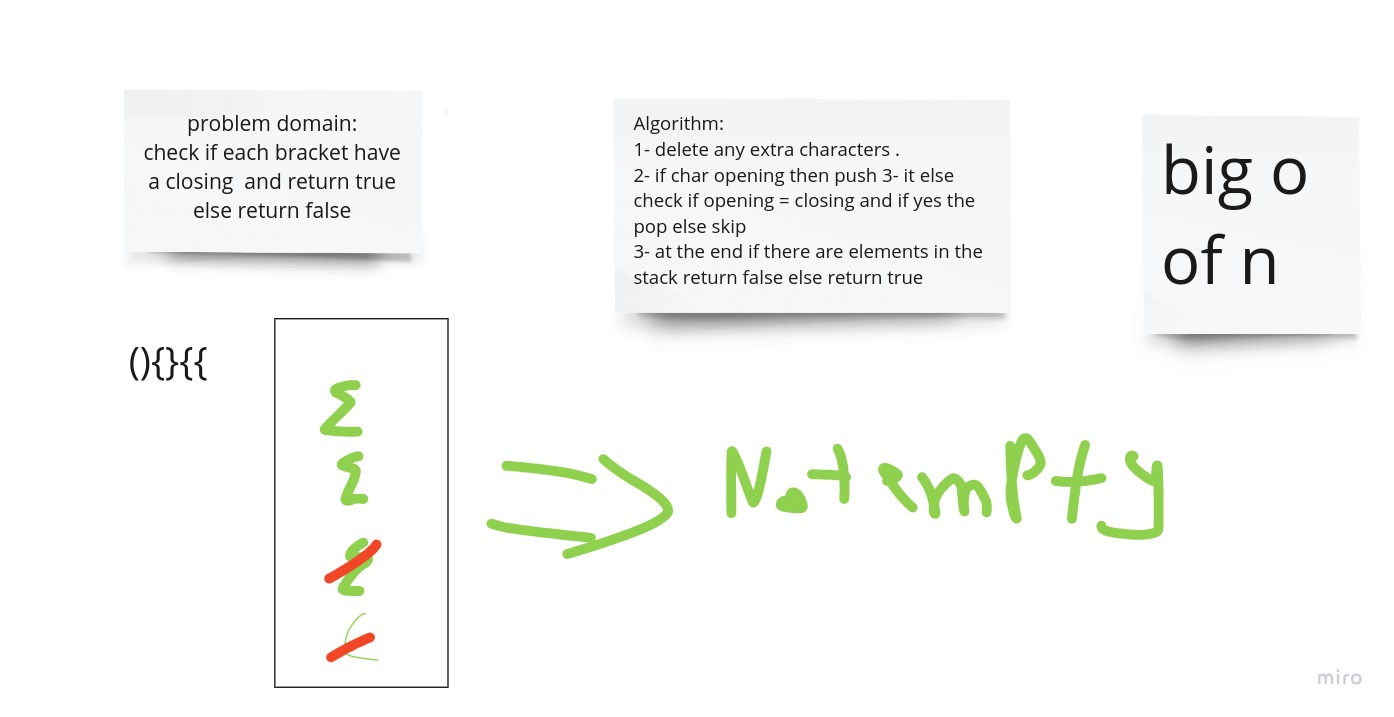 problem domain:
check if each bracket have
a closing  and return true
else return false
Algorithm:
1- delete any extra characters .
2- if char opening then push 3- it else
check if opening = closing and if yes the
pop else skip
3- at the end if there are elements in the
stack return false else return true
big o
of n
(){}{{
{
{
{
(
Not empty
miro